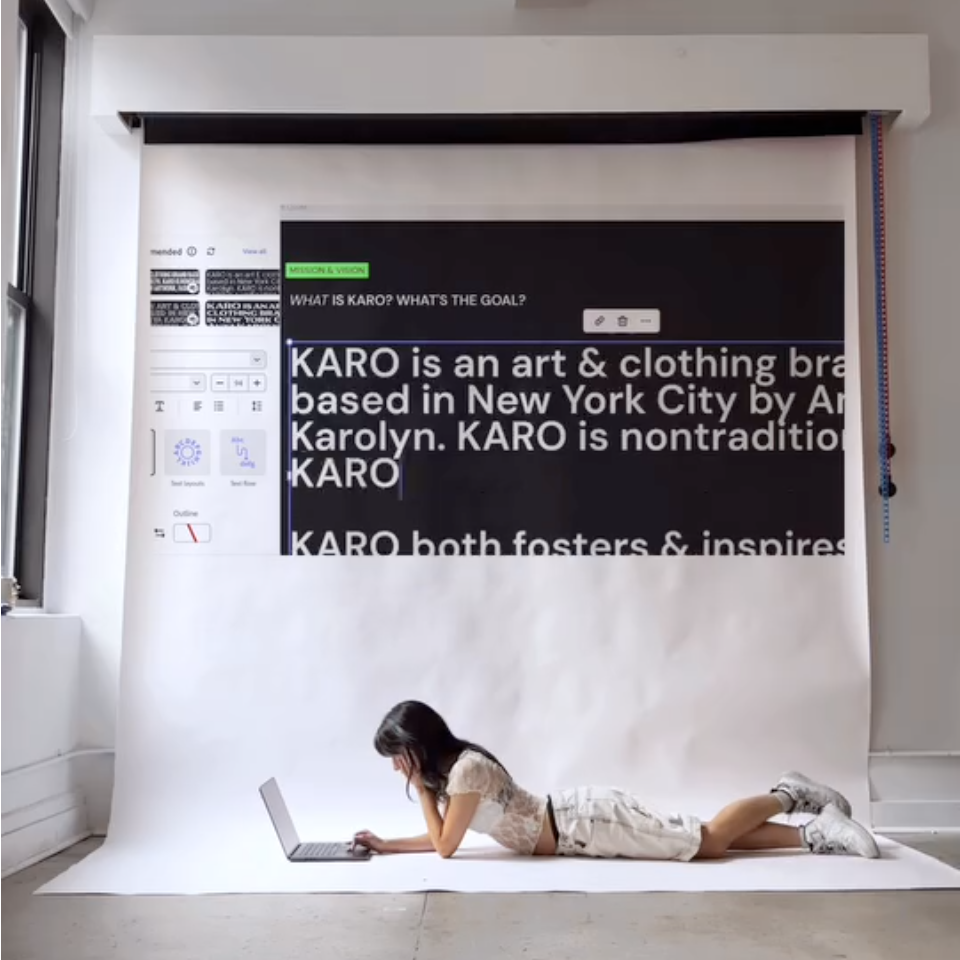 mended
View all
MISSION & VISION
WHAT IS KARO? WHAT'S THE GOAL?
KARO is an art & clothing bra
based in New York City by Ar
Karolyn. KARO is nontradition
KARO
KARO both fosters & inspires
Text layouts
Abc
Text flow
Outline